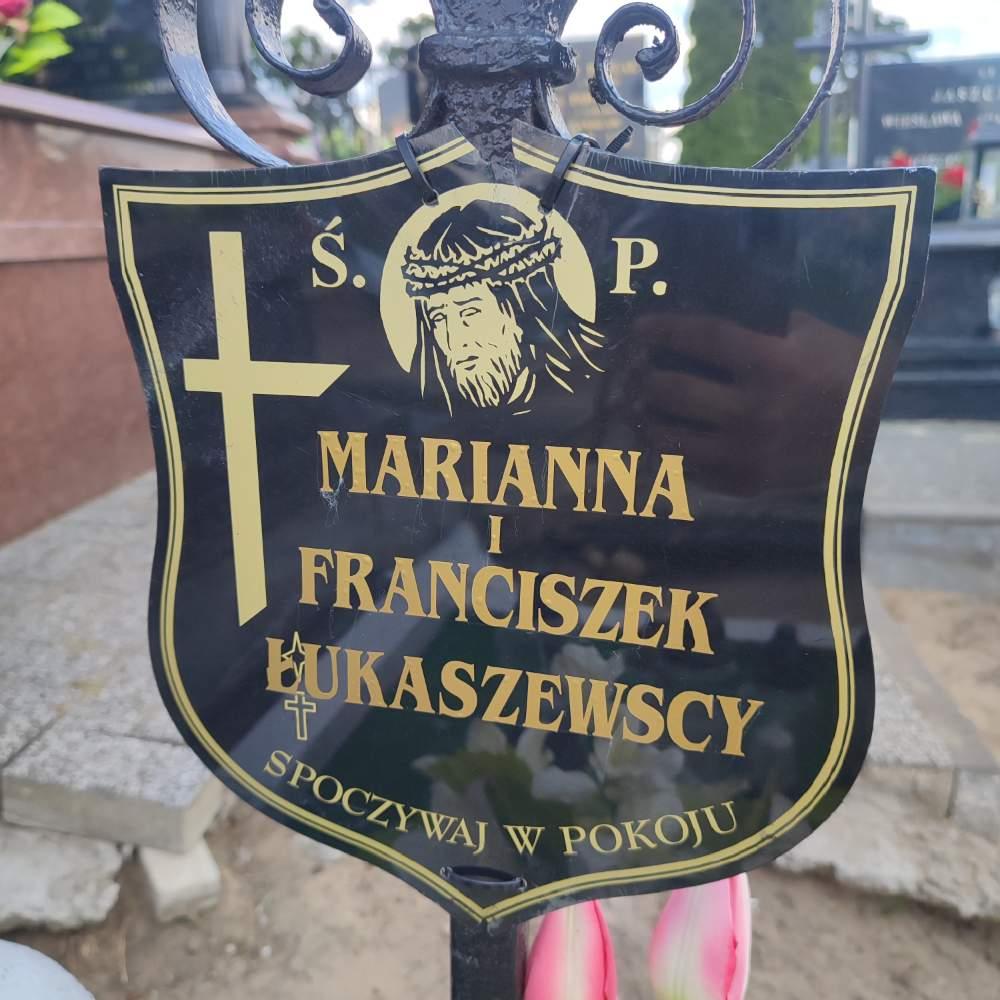 Ś. P.
MARIANNA
I
FRANCISZEK
ŁUKASZEWSCY
SPOCZYWAJ W POKOJU